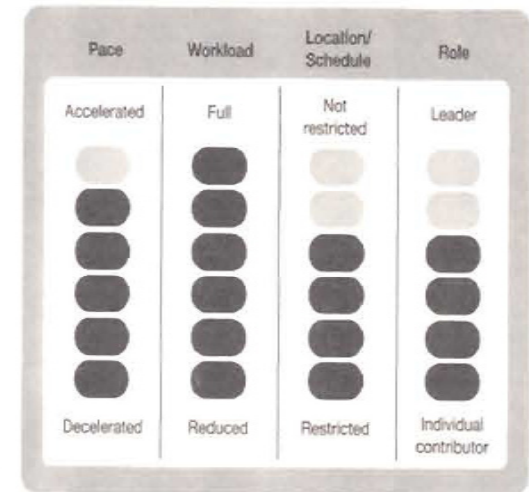 Pace
Workload
Location/
Schedule
Role
Accelerated
Full
Not
restricted
Leader
Decelerated
Reduced
Restricted
Individual
contributor